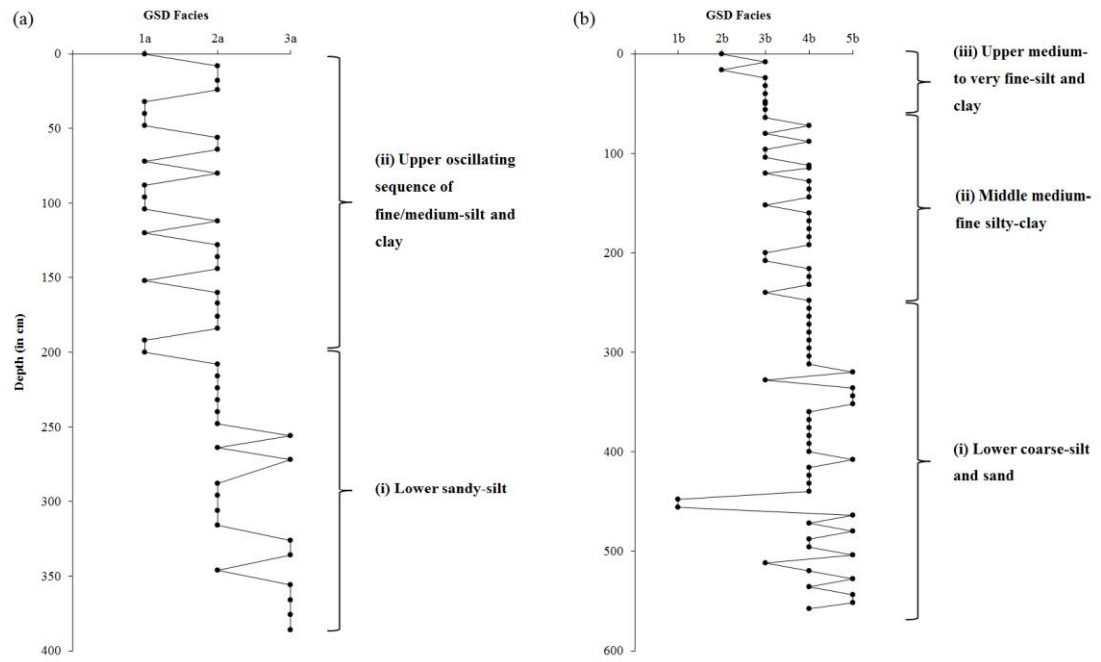 (a)
GSD Facies
1a 2a 3a
0
50
100
150
200
250
300
350
400
Depth (in cm)
(ii) Upper oscillating
sequence of
fine/medium-silt and
clay
(i) Lower sandy-silt
(b)
GSD Facies
1b 2b 3b 4b 5b
0
100
200
300
400
500
600
(iii) Upper medium-
to very fine-silt and
clay
(ii) Middle medium-
fine silty-clay
(i) Lower coarse-silt
and sand